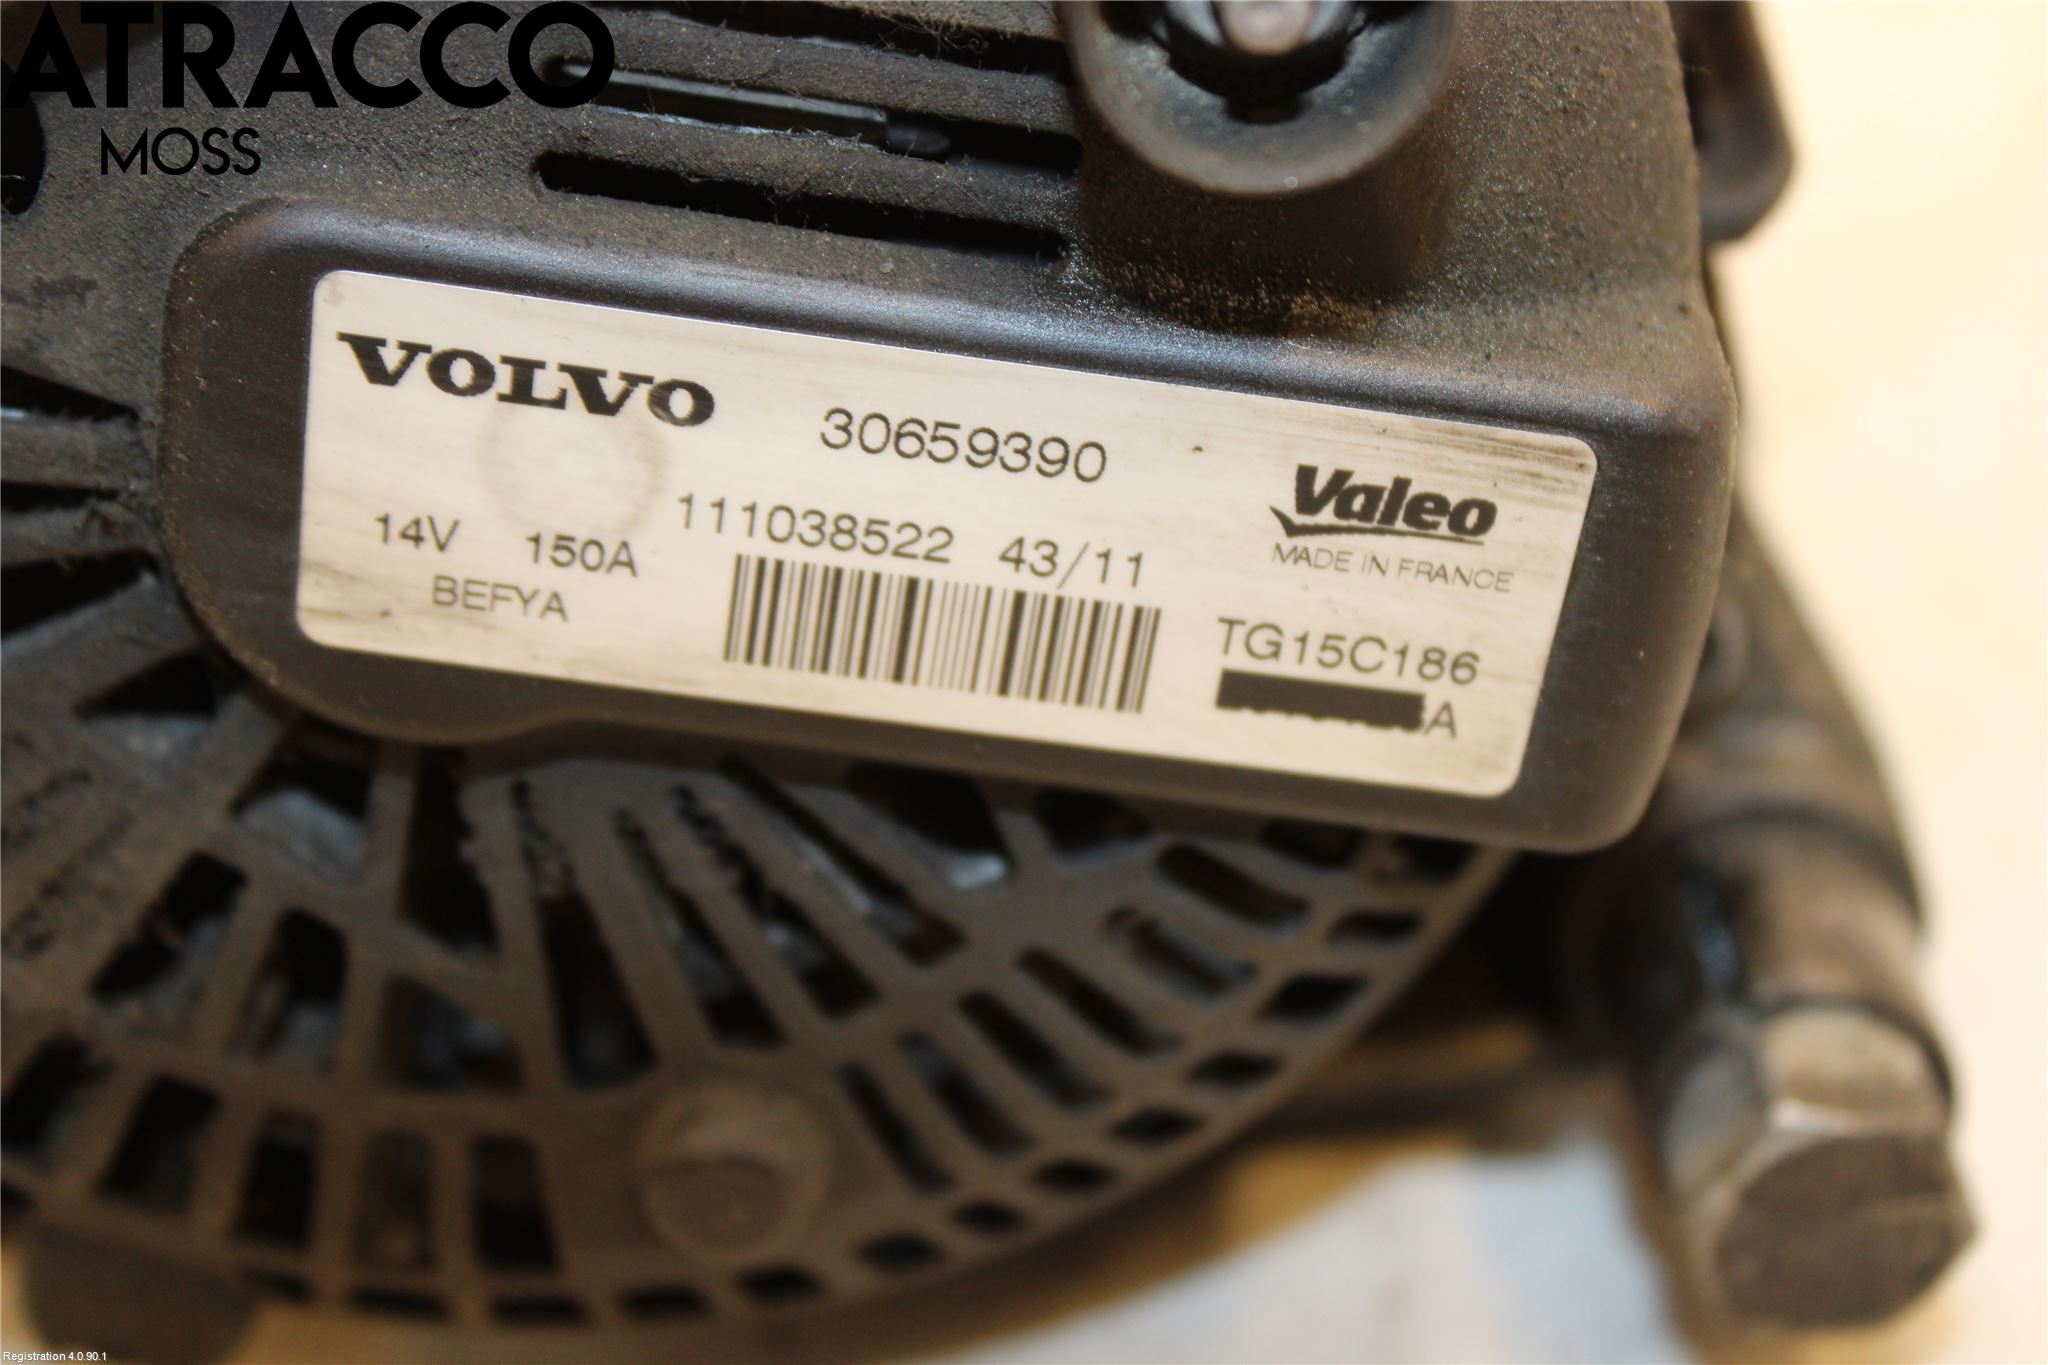 ATRACCO
MOSS
VOLVO
30659390
Valeo
MADE IN FRANCE
14V 150A
111038522 43/11
BEFYA
TG15C186
A
Registration 4.0.90.1